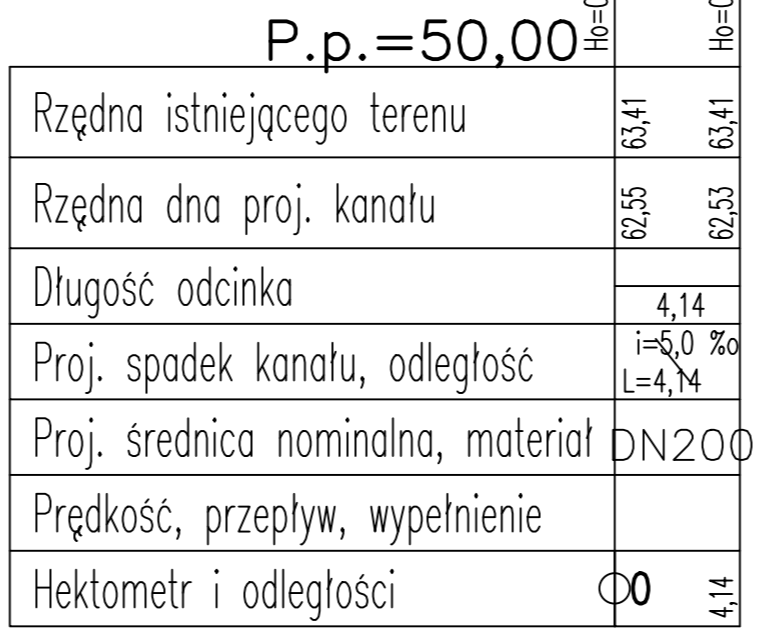 P.p.=50,00 Ho=0 Ho=0
Rzędna istniejącego terenu 63,41 63,41
Rzędna dna proj. kanału 62,55 62,53
Długość odcinka 4,14
Proj. spadek kanału, odległość i=5,0 ‰
L=4,14
Proj. średnica nominalna, materiał DN200
Prędkość, przepływ, wypełnienie
Hektometr i odległości 0 4,14